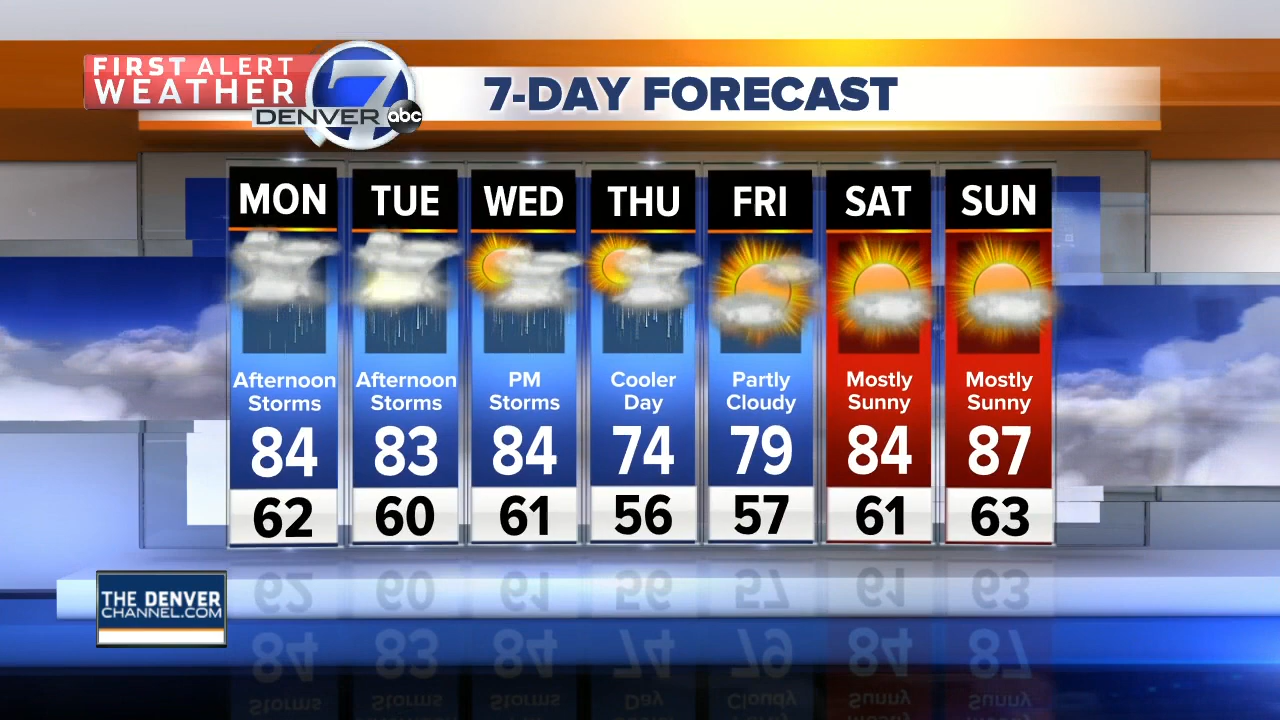 FIRST ALERT
WEATHER
7
DENVER
abc
7-DAY FORECAST
MON TUE WED THU FRI SAT SUN
Afternoon Storms
Afternoon Storms
PM Storms
Cooler Day
Partly Cloudy
Mostly Sunny
Mostly Sunny
84 83 84 74 79 84 87
62 60 61 56 57 61 63
THE DENVER
CHANNEL.COM